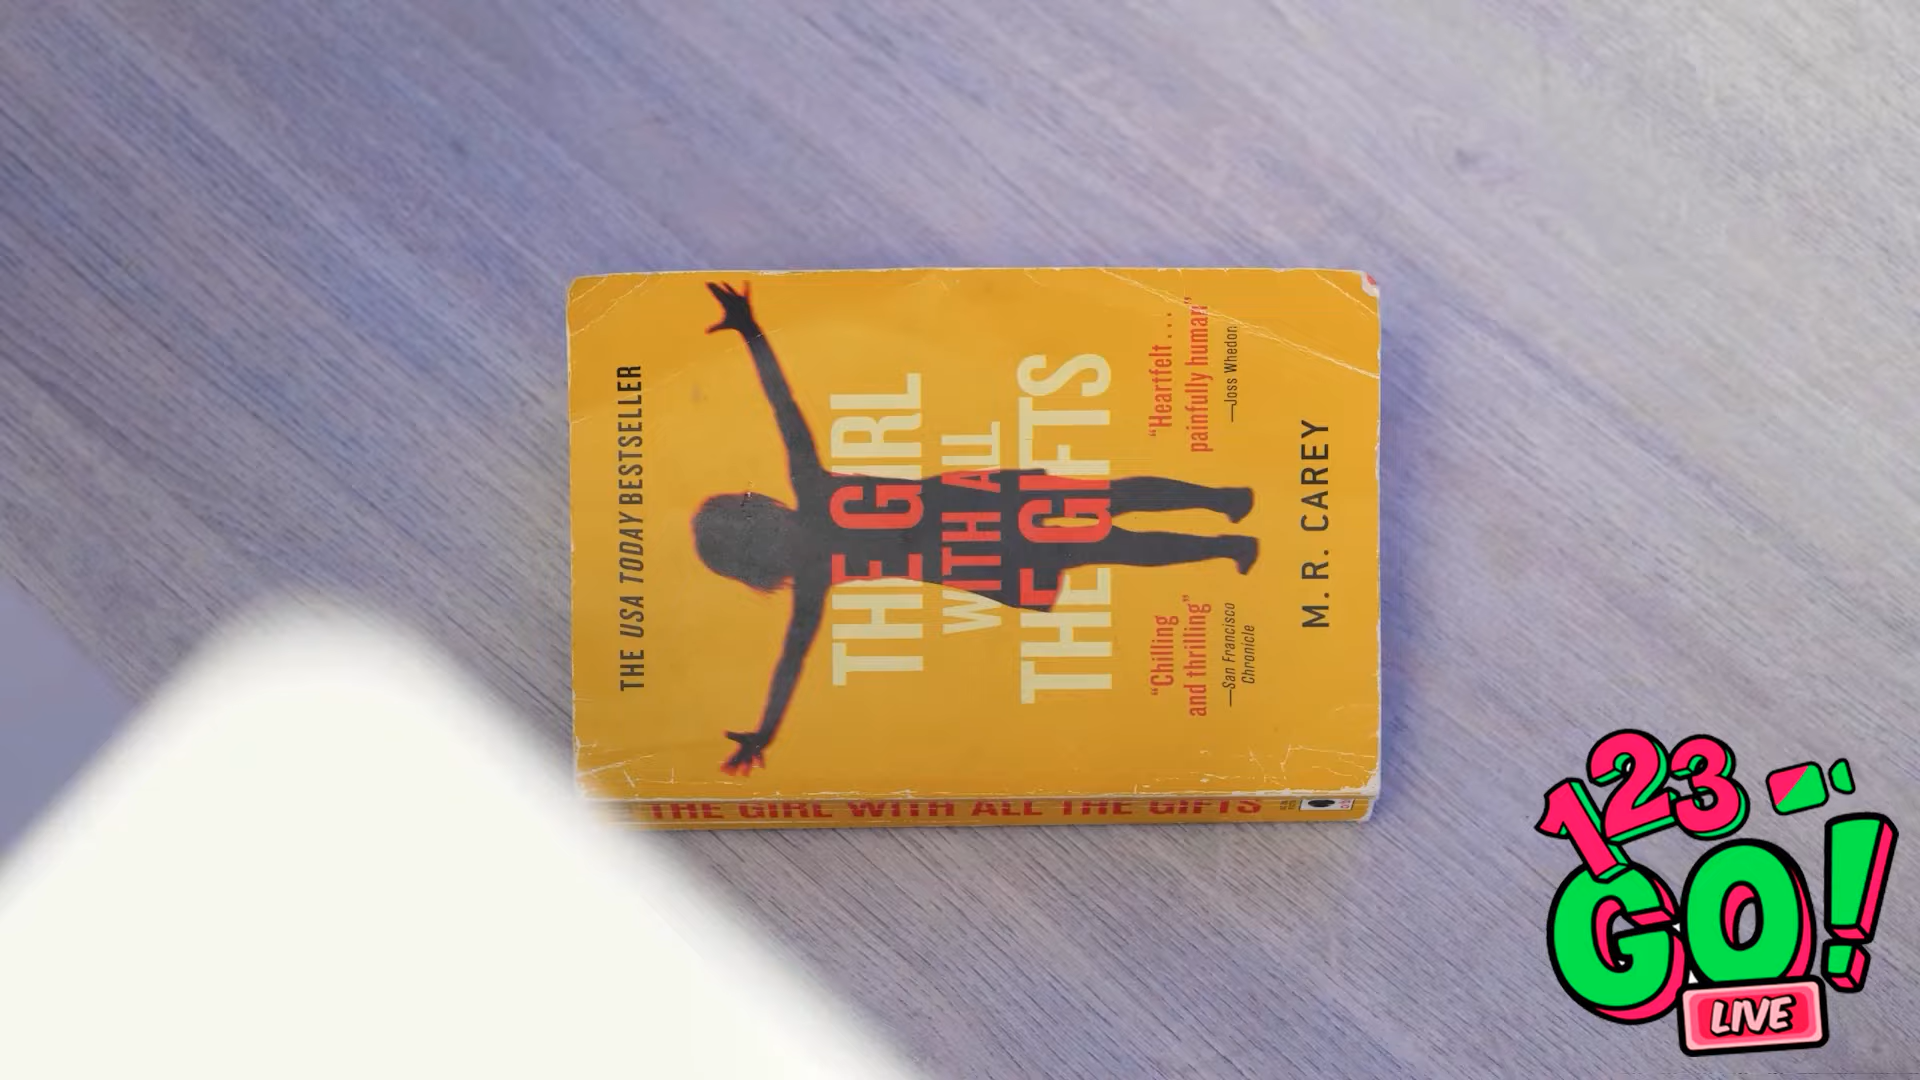 THE USA TODAY BESTSELLER
THE GIRL
WITH ALL
THE GIFTS
"Chilling
and thrilling"
—San Francisco
Chronicle
"Heartfelt . . .
painfully human"
—Joss Whedon
M. R. CAREY
THE GIRL WITH ALL THE GIFTS
123
GO!
LIVE